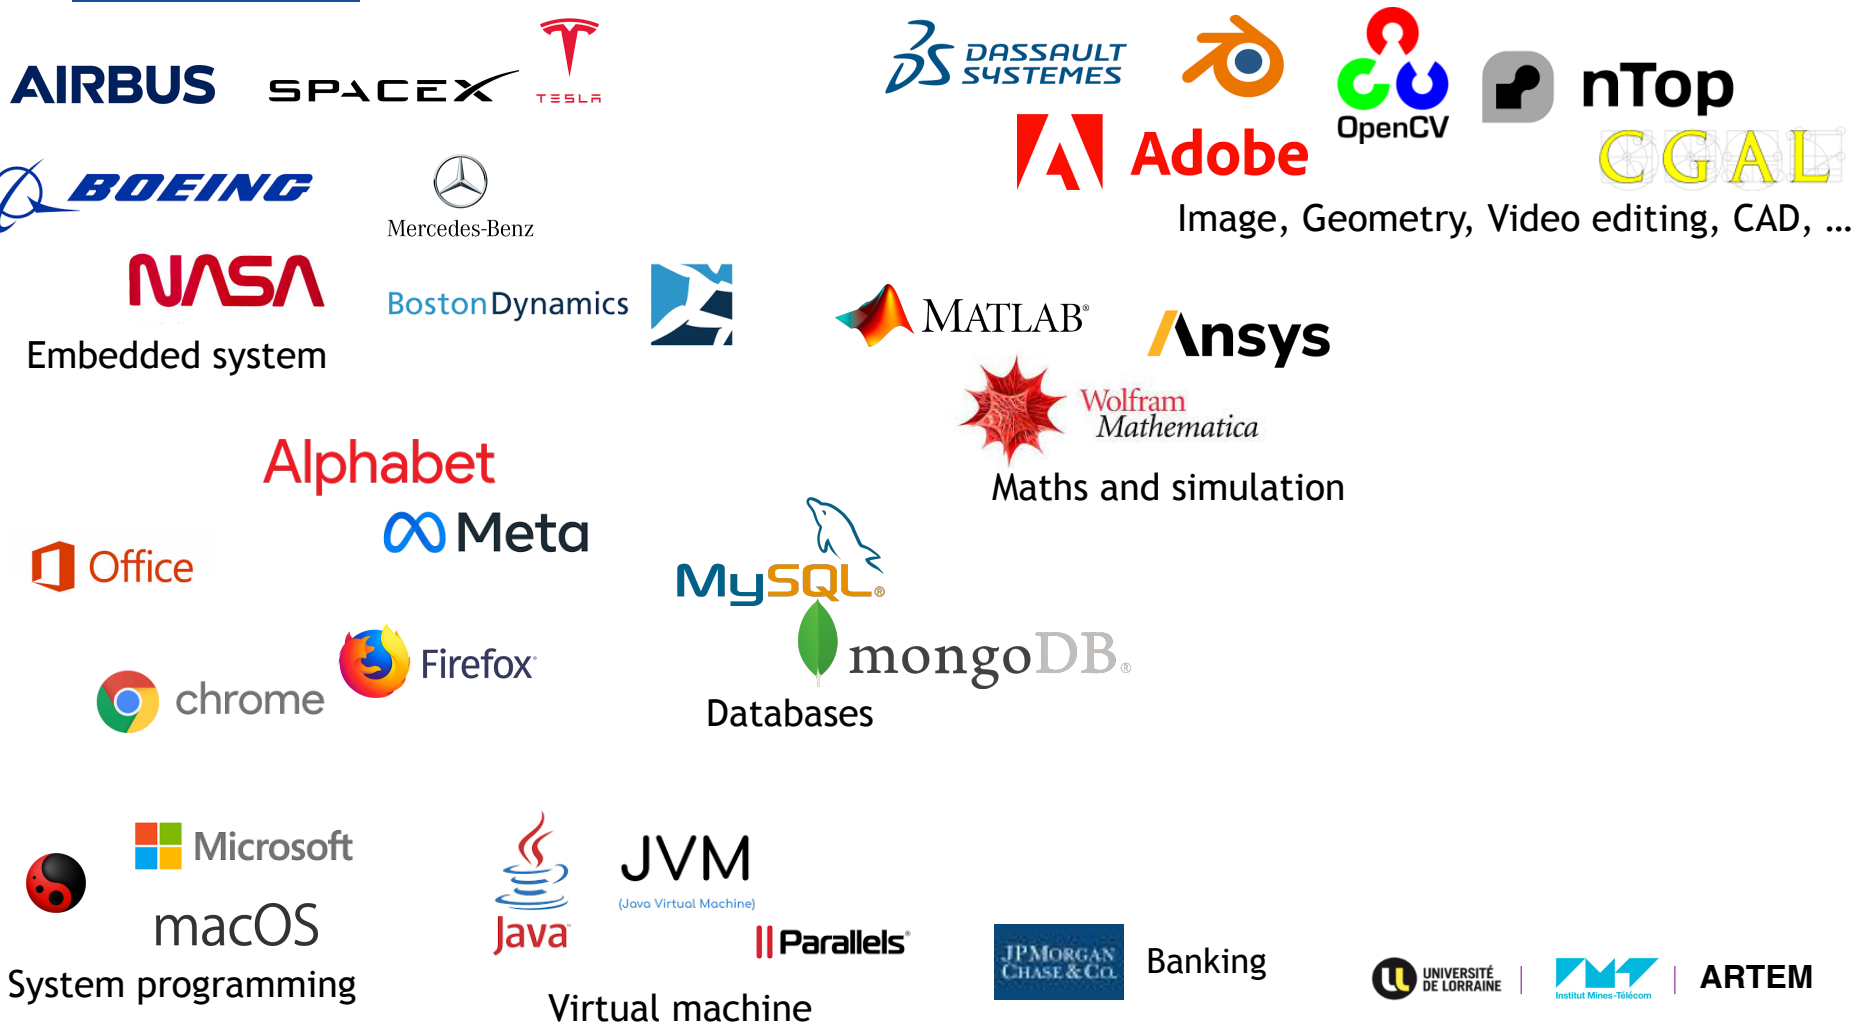 AIRBUS
SPACEX
TESLA
BOEING
Mercedes-Benz
NASA
BostonDynamics
Embedded system
DASSAULT
SYSTEMES
OpenCV
nTop
Adobe
CGAL
Image, Geometry, Video editing, CAD, …
MATLAB®
Ansys
Wolfram
Mathematica
Maths and simulation
Alphabet
Meta
Office
Firefox
chrome
MySQL®
mongoDB®
Databases
Microsoft
macOS
System programming
Java
JVM
(Java Virtual Machine)
Parallels®
Virtual machine
JPMORGAN
CHASE & CO.
Banking
UNIVERSITÉ
DE LORRAINE
Institut Mines-Télécom
ARTEM